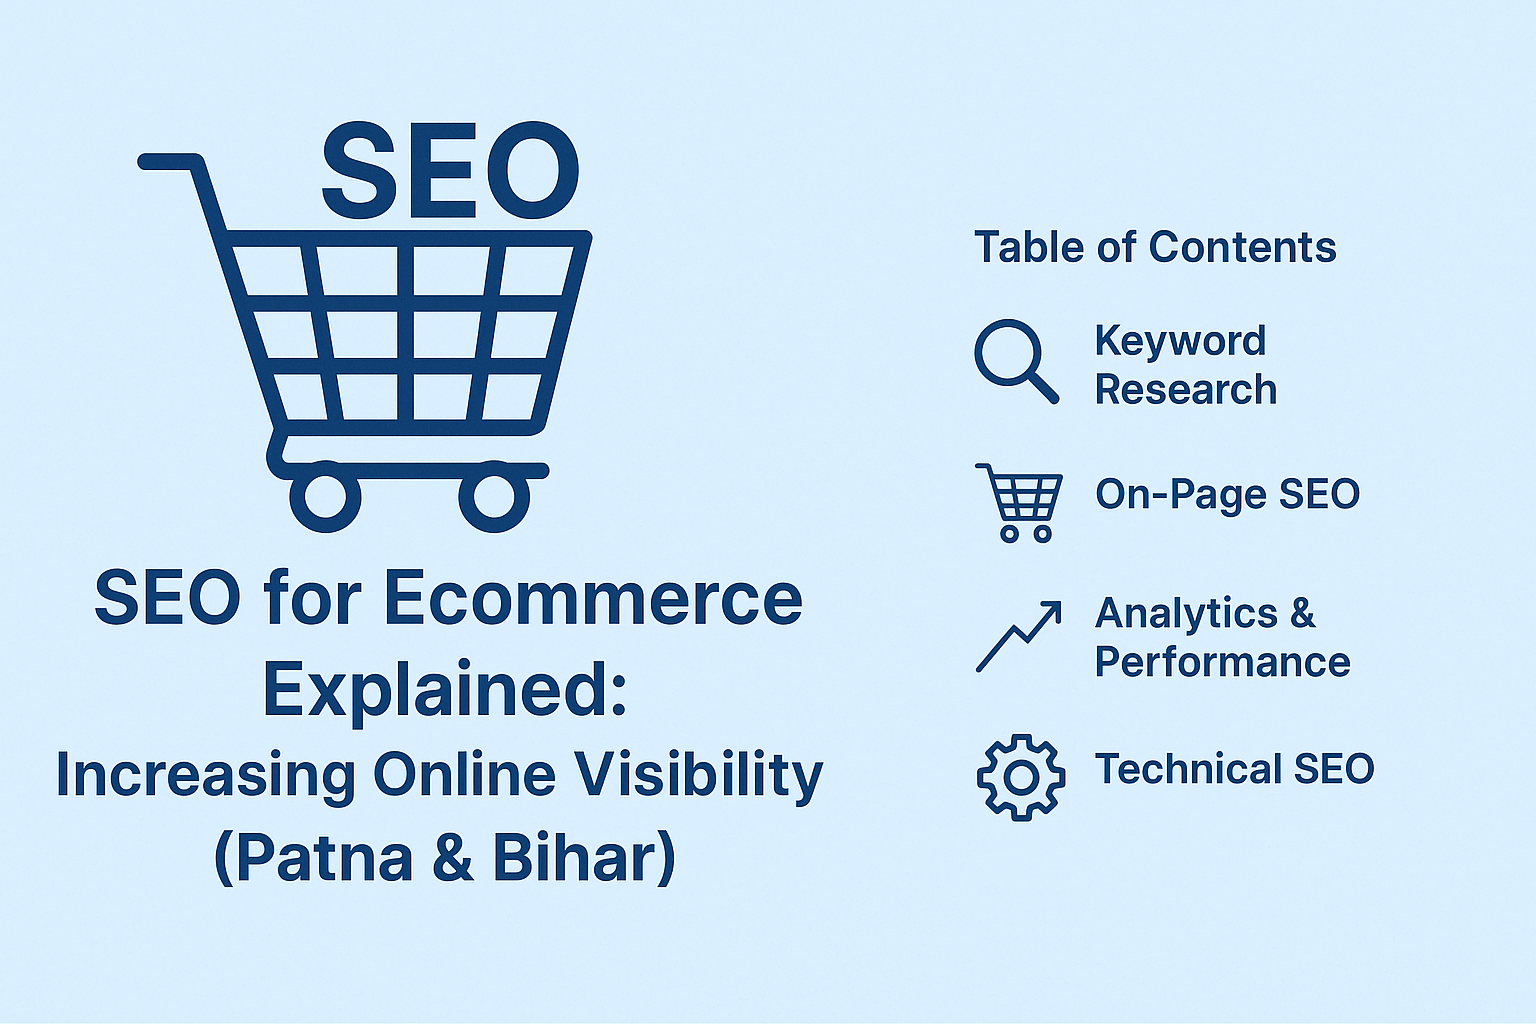 SEO
SEO for Ecommerce
Explained:
Increasing Online Visibility
(Patna & Bihar)
Table of Contents
Keyword
Research
On-Page SEO
Analytics &
Performance
Technical SEO